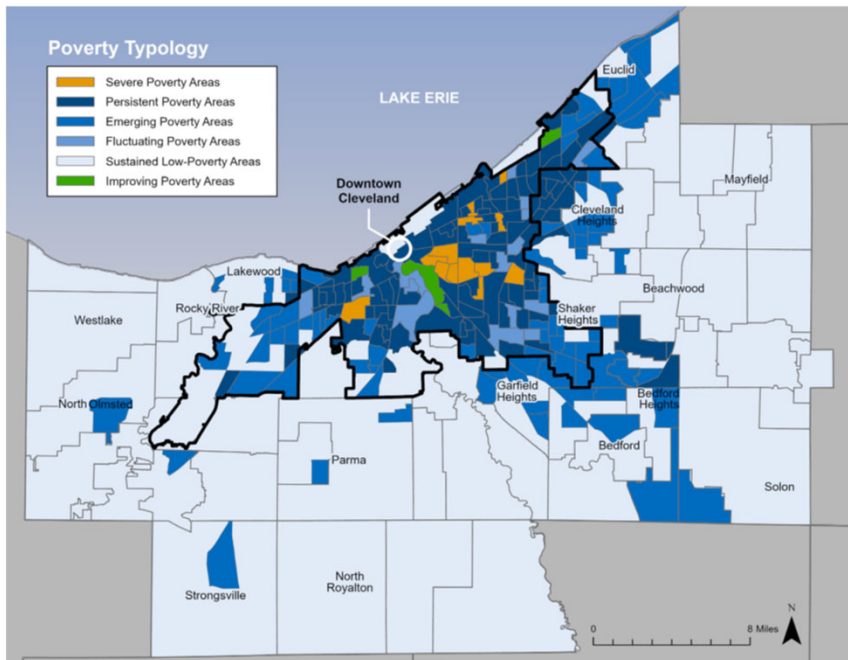 Poverty Typology
Severe Poverty Areas
Persistent Poverty Areas
Emerging Poverty Areas
Fluctuating Poverty Areas
Sustained Low-Poverty Areas
Improving Poverty Areas
LAKE ERIE
Euclid
Downtown
Cleveland
Mayfield
Cleveland
Heights
Lakewood
Rocky River
Beachwood
Westlake
Shaker
Heights
North Olmsted
Garfield
Heights
Bedford
Heights
Bedford
Parma
Solon
Strongsville
North
Royalton
N
0
8 Miles